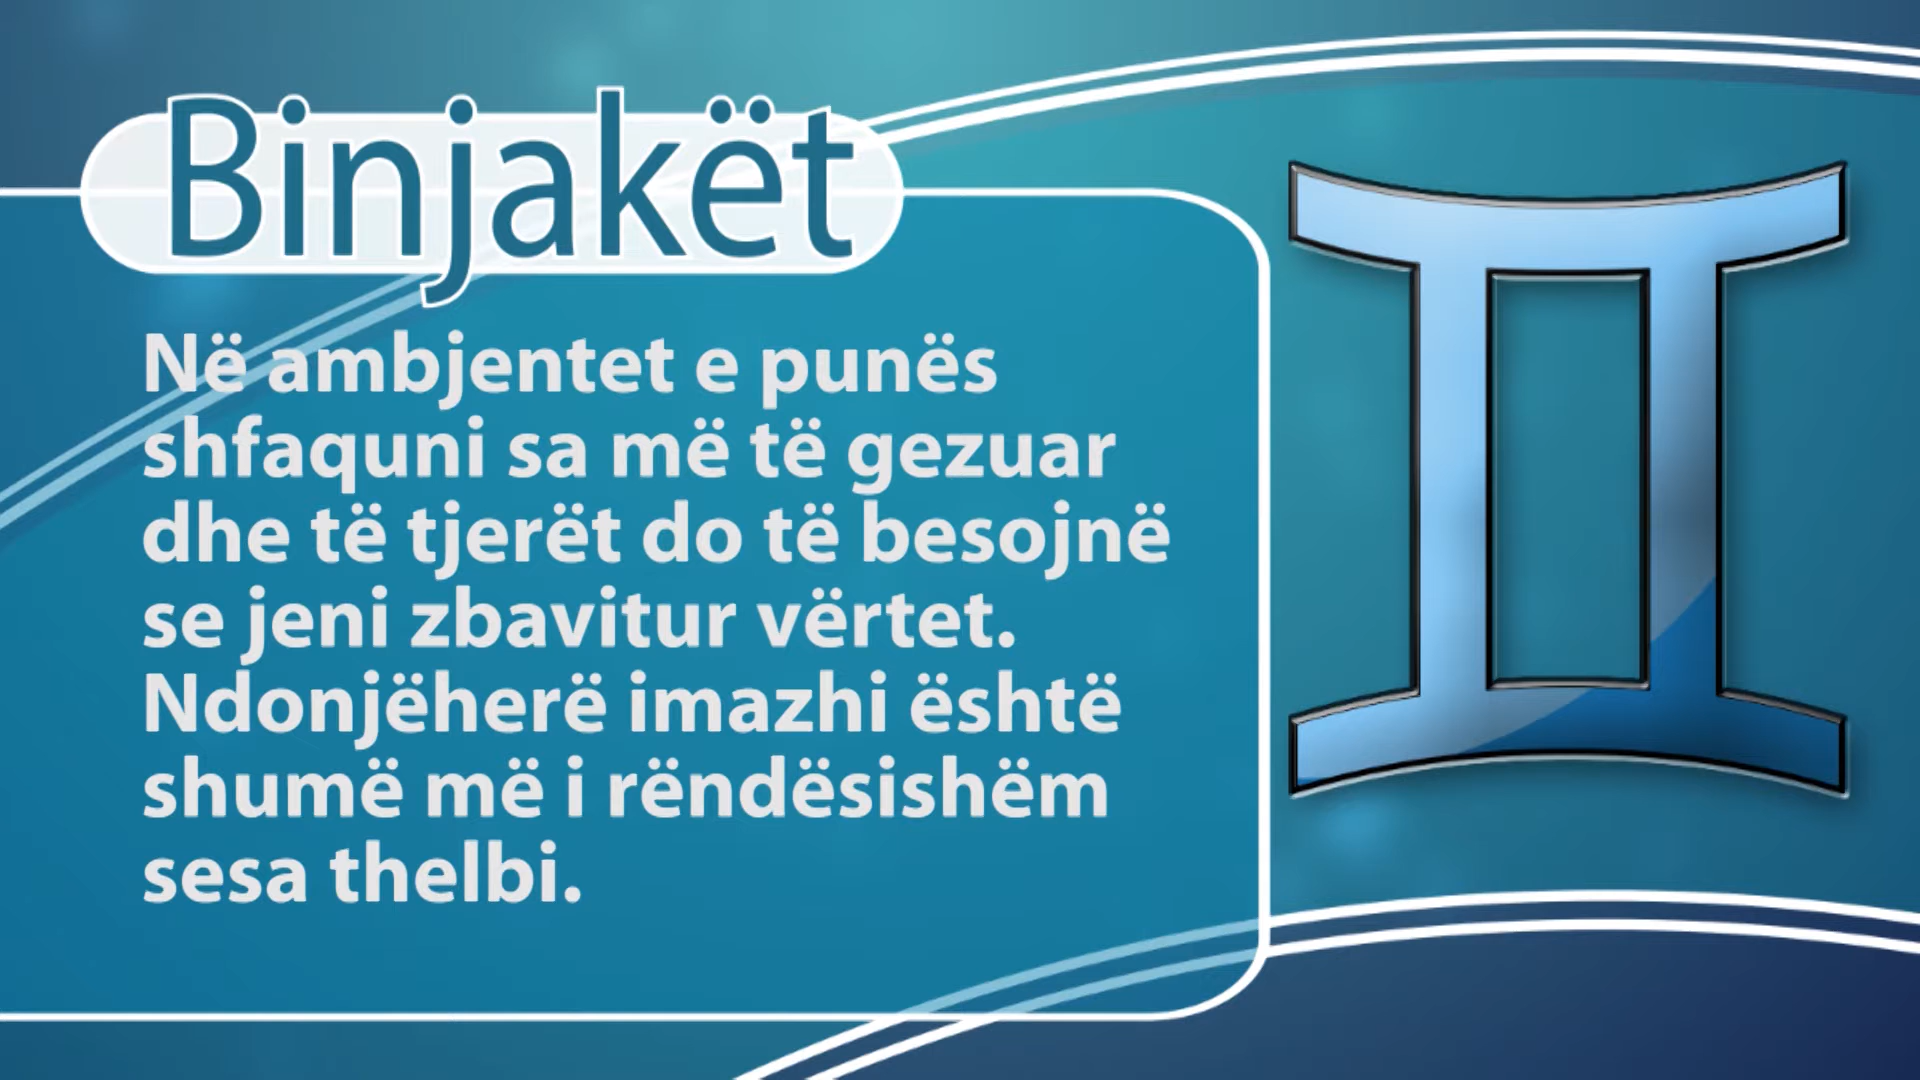 Binjakët
Në ambjentet e punës
shfaquni sa më të gezuar
dhe të tjerët do të besojnë
se jeni zbavitur vërtet.
Ndonjëherë imazhi është
shumë më i rëndësishëm
sesa thelbi.